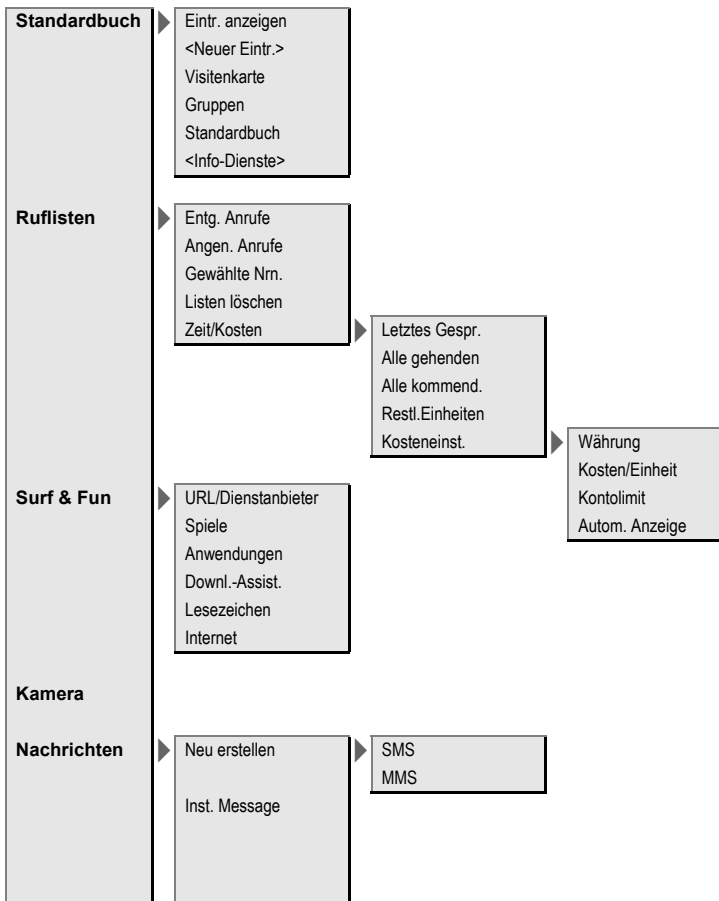 Standardbuch
Eintr. anzeigen
<Neuer Eintr.>
Visitenkarte
Gruppen
Standardbuch
<Info-Dienste>
Ruflisten
Entg. Anrufe
Angen. Anrufe
Gewählte Nrn.
Listen löschen
Zeit/Kosten
Letztes Gespr.
Alle gehenden
Alle kommend.
Restl.Einheiten
Kosteneinst.
Währung
Kosten/Einheit
Kontolimit
Autom. Anzeige
Surf & Fun
URL/Dienstanbieter
Spiele
Anwendungen
Downl.-Assist.
Lesezeichen
Internet
Kamera
Nachrichten
Neu erstellen
SMS
MMS
Inst. Message